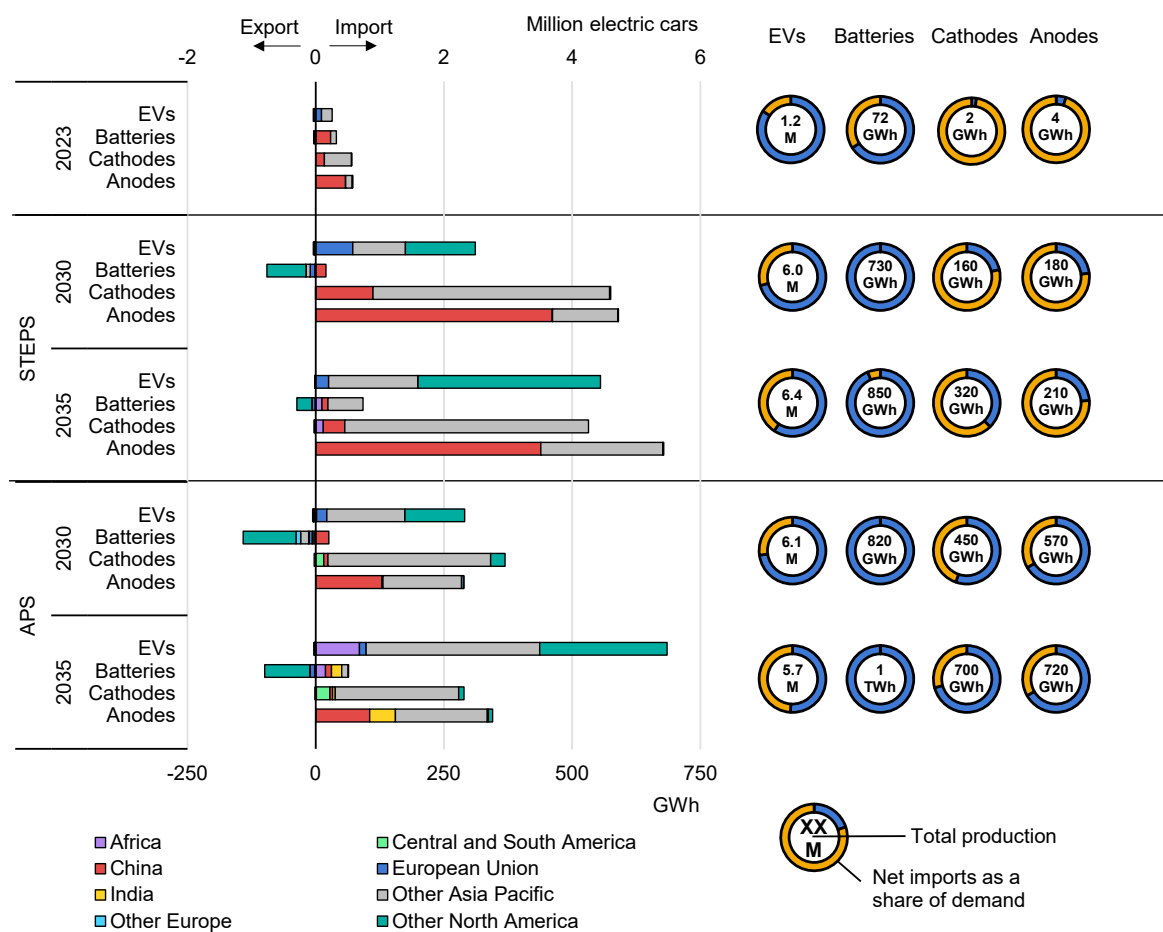 Export Import
Million electric cars
-2 0 2 4 6
EVs Batteries Cathodes Anodes
2023
EVs
Batteries
Cathodes
Anodes
1.2 M
72 GWh
2 GWh
4 GWh
STEPS
2030
EVs
Batteries
Cathodes
Anodes
6.0 M
730 GWh
160 GWh
180 GWh
2035
EVs
Batteries
Cathodes
Anodes
6.4 M
850 GWh
320 GWh
210 GWh
APS
2030
EVs
Batteries
Cathodes
Anodes
6.1 M
820 GWh
450 GWh
570 GWh
2035
EVs
Batteries
Cathodes
Anodes
5.7 M
1 TWh
700 GWh
720 GWh
-250 0 250 500 750
GWh
Africa
China
India
Other Europe
Central and South America
European Union
Other Asia Pacific
Other North America
XX
M
Total production
Net imports as a
share of demand